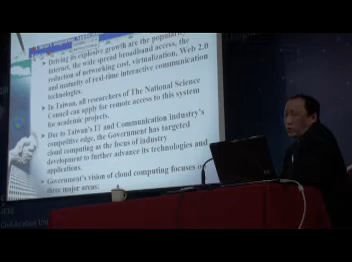 Driving its explosive growth are the popular
Internet, the wide spread broadband access, the
reduction of networking cost, virtualization, Web 2.0
and maturity of real-time interactive communication
technologies.
In Taiwan, all researchers of The National Science
Council can apply for remote access to this system
for academic projects.
Due to Taiwan's IT and Communication industry's
competitive edge, the Government has targeted
cloud computing as the focus of industry
development to further advance its technologies and
applications.
Government's vision of cloud computing focuses on
three major areas: